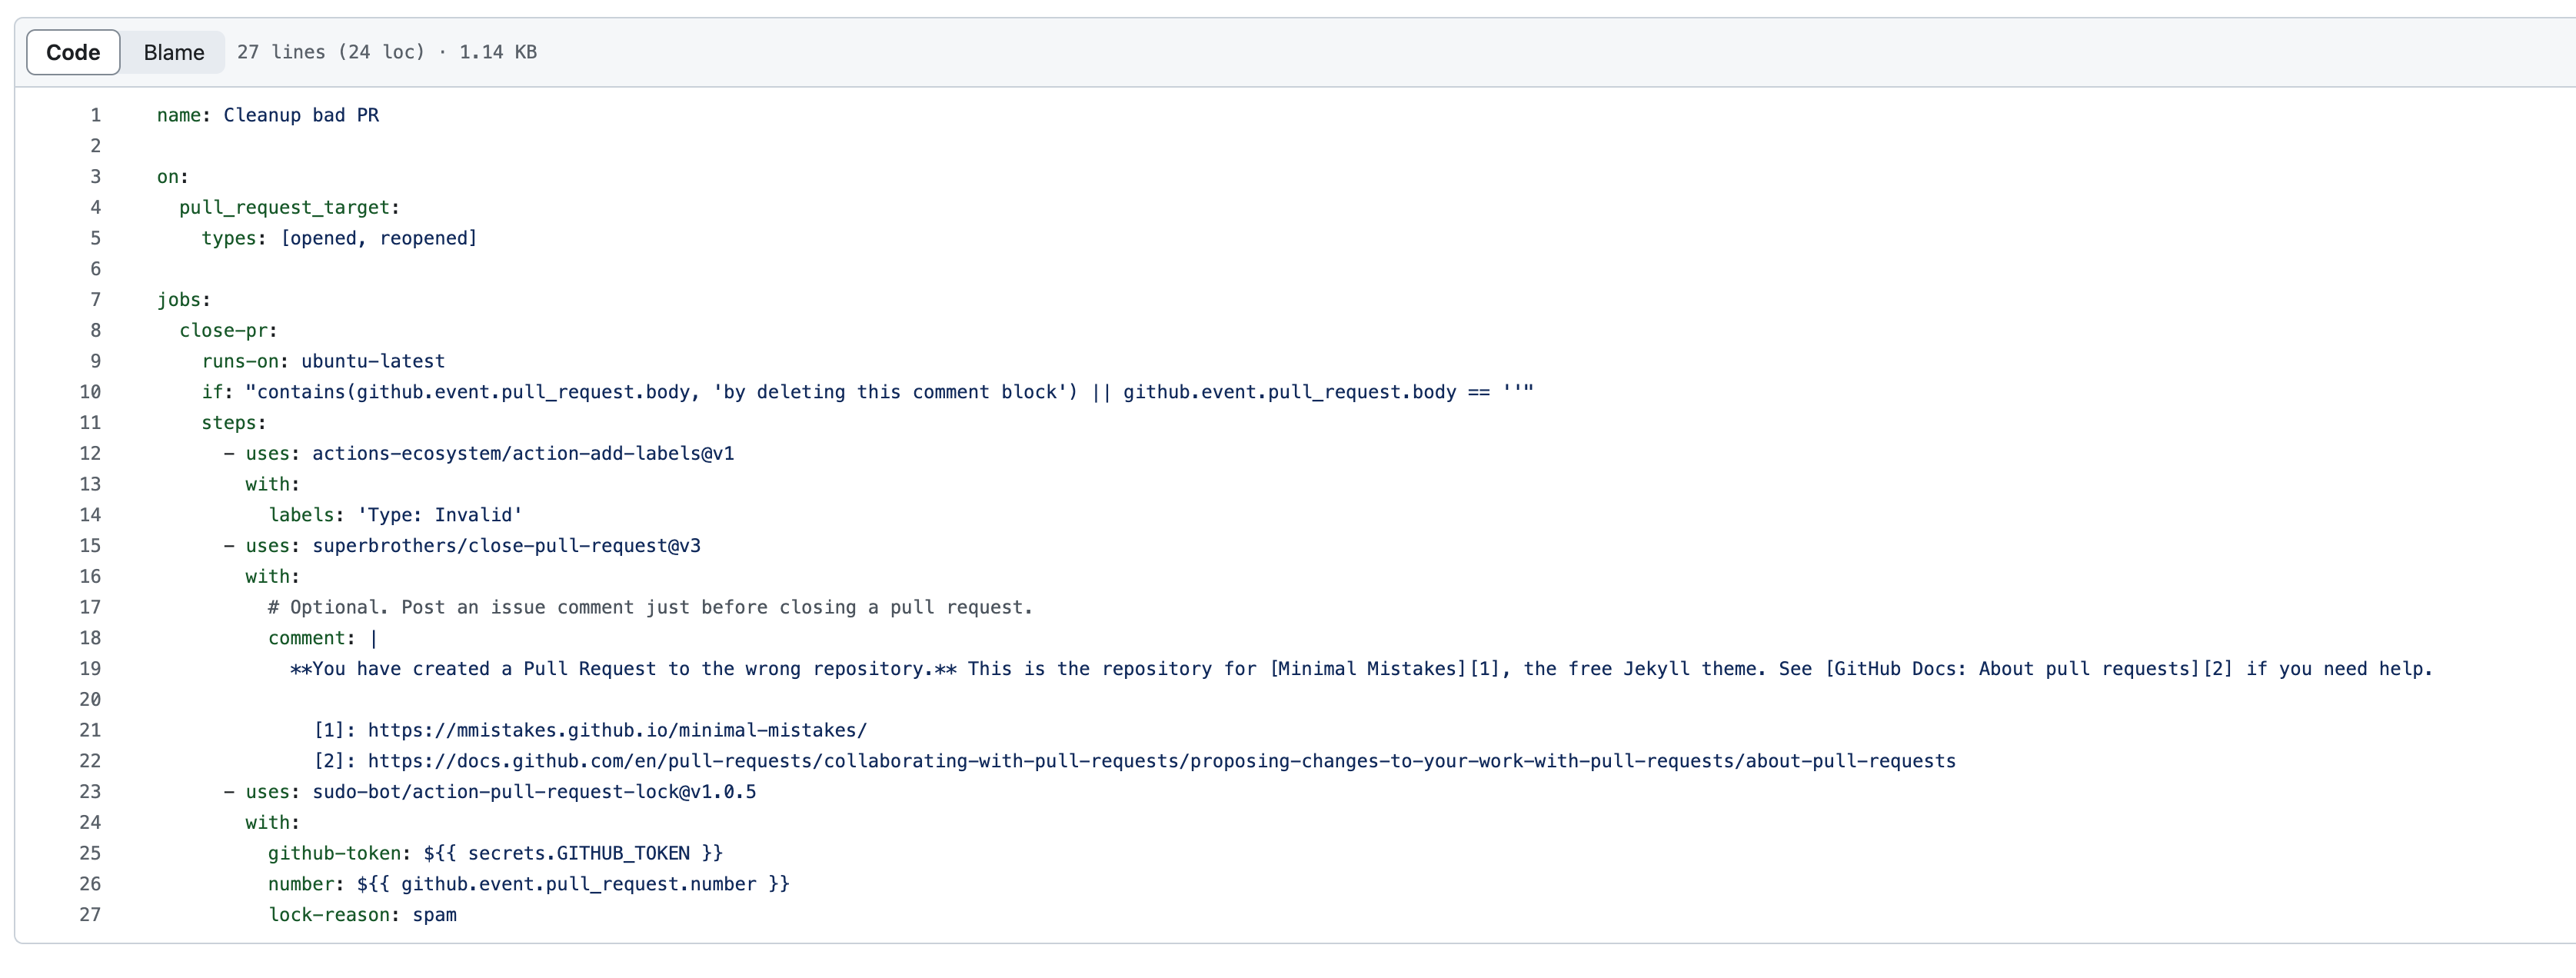 Code Blame 27 lines (24 loc) · 1.14 KB
1 name: Cleanup bad PR
2
3 on:
4   pull_request_target:
5     types: [opened, reopened]
6
7 jobs:
8   close-pr:
9     runs-on: ubuntu-latest
10     if: "contains(github.event.pull_request.body, 'by deleting this comment block') || github.event.pull_request.body == ''"
11     steps:
12       - uses: actions-ecosystem/action-add-labels@v1
13         with:
14           labels: 'Type: Invalid'
15       - uses: superbrothers/close-pull-request@v3
16         with:
17           # Optional. Post an issue comment just before closing a pull request.
18           comment: |
19             **You have created a Pull Request to the wrong repository.** This is the repository for [Minimal Mistakes][1], the free Jekyll theme. See [GitHub Docs: About pull requests][2] if you need help.
20
21               [1]: https://mmistakes.github.io/minimal-mistakes/
22               [2]: https://docs.github.com/en/pull-requests/collaborating-with-pull-requests/proposing-changes-to-your-work-with-pull-requests/about-pull-requests
23       - uses: sudo-bot/action-pull-request-lock@v1.0.5
24         with:
25           github-token: ${{ secrets.GITHUB_TOKEN }}
26           number: ${{ github.event.pull_request.number }}
27           lock-reason: spam